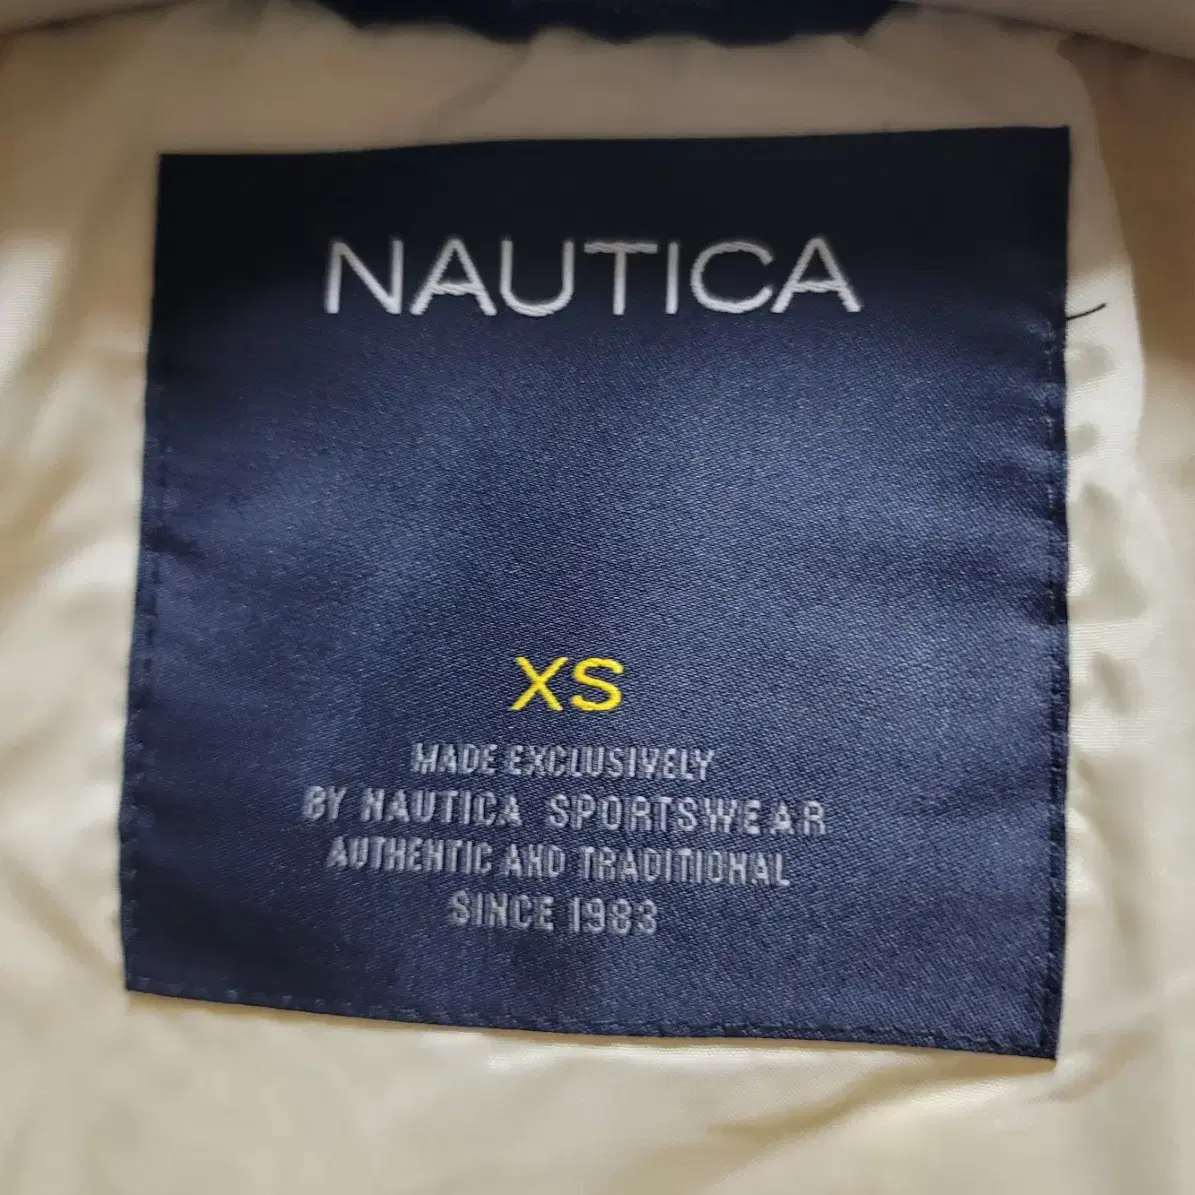 NAUTICA
XS
MADE EXCLUSIVELY
BY NAUTICA SPORTSWEAR
AUTHENTIC AND TRADITIONAL
SINCE 1983